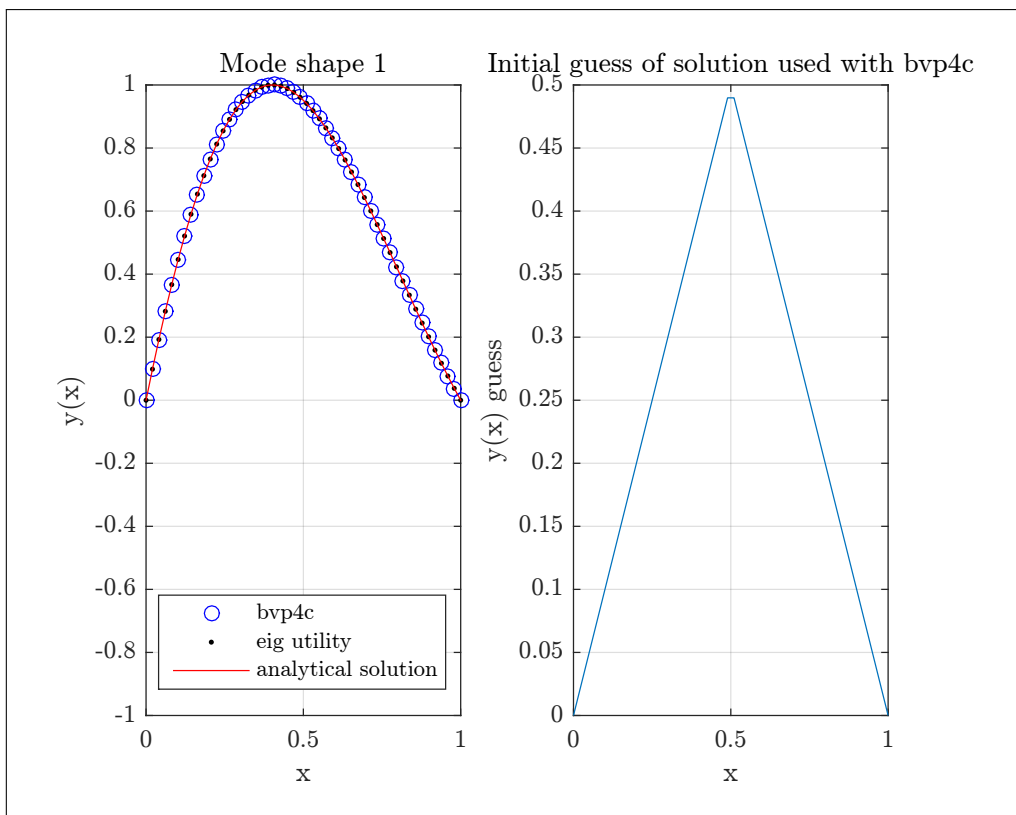 Mode shape 1
1
0.8
0.6
0.4
0.2
0
-0.2
-0.4
-0.6
-0.8
-1
y(x)
bvp4c
eig utility
analytical solution
0 0.5 1
x
Initial guess of solution used with bvp4c
0.5
0.45
0.4
0.35
0.3
0.25
0.2
0.15
0.1
0.05
0
y(x) guess
0 0.5 1
x